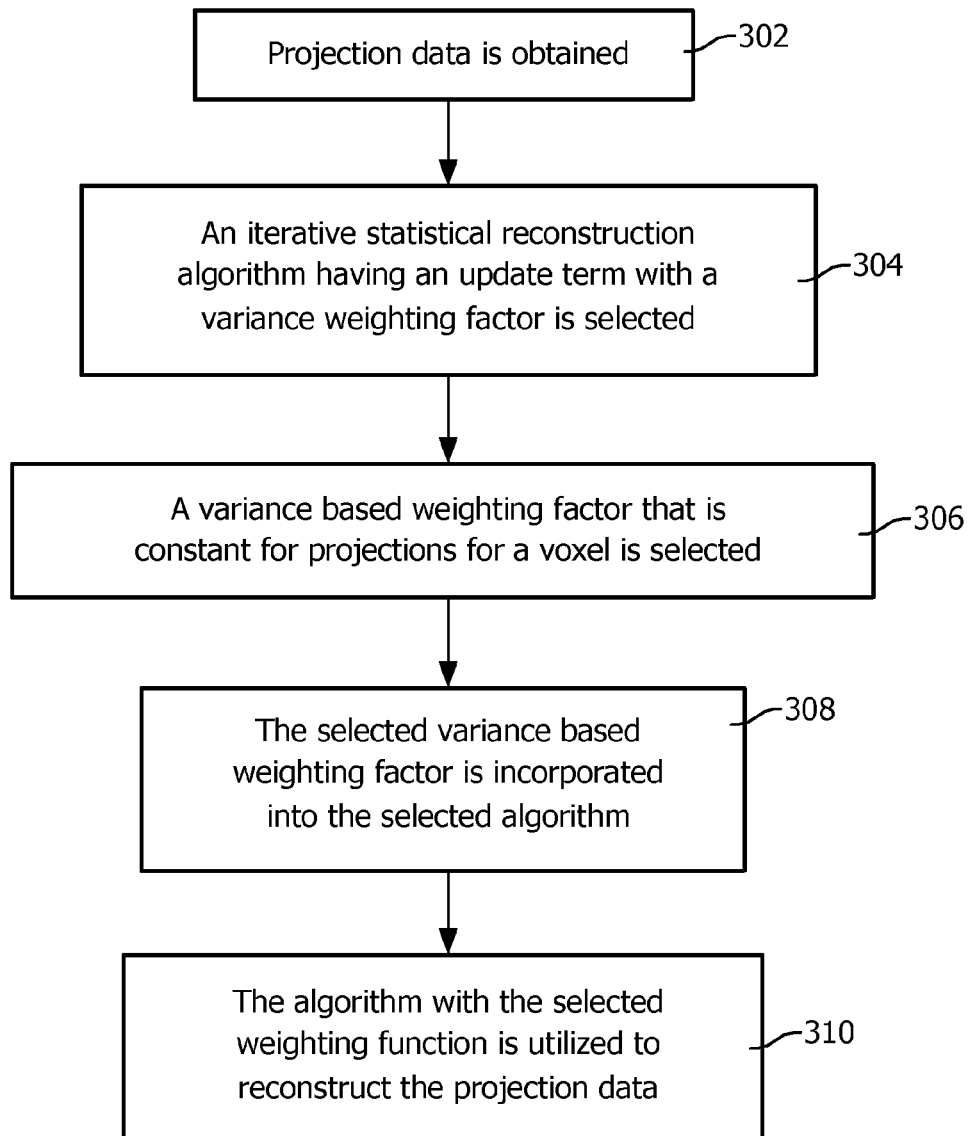 Projection data is obtained
302
An iterative statistical reconstruction
algorithm having an update term with a
variance weighting factor is selected
304
A variance based weighting factor that is
constant for projections for a voxel is selected
306
The selected variance based
weighting factor is incorporated
into the selected algorithm
308
The algorithm with the selected
weighting function is utilized to
reconstruct the projection data
310